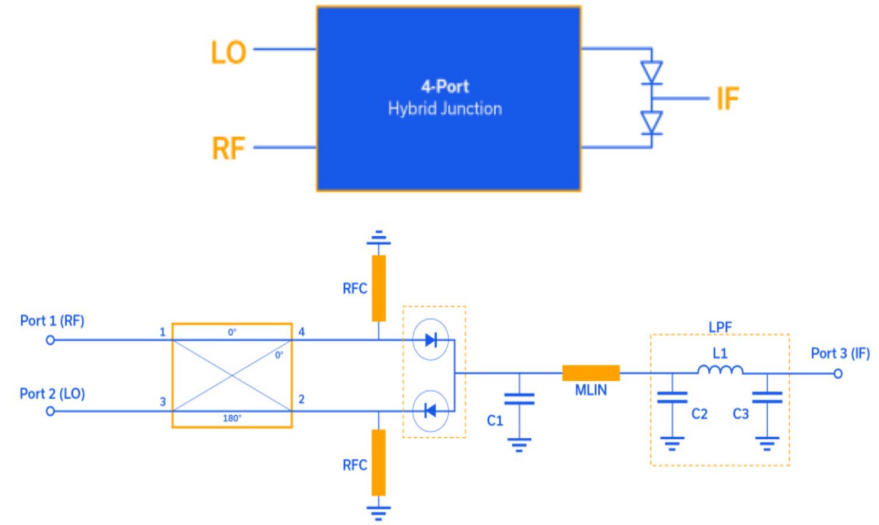 LO
4-Port
Hybrid Junction
IF
RF
RFC
Port 1 (RF)
1
0°
4
0°
LPF
L1
Port 3 (IF)
Port 2 (LO)
3
2
180°
MLIN
C1
C2
C3
RFC